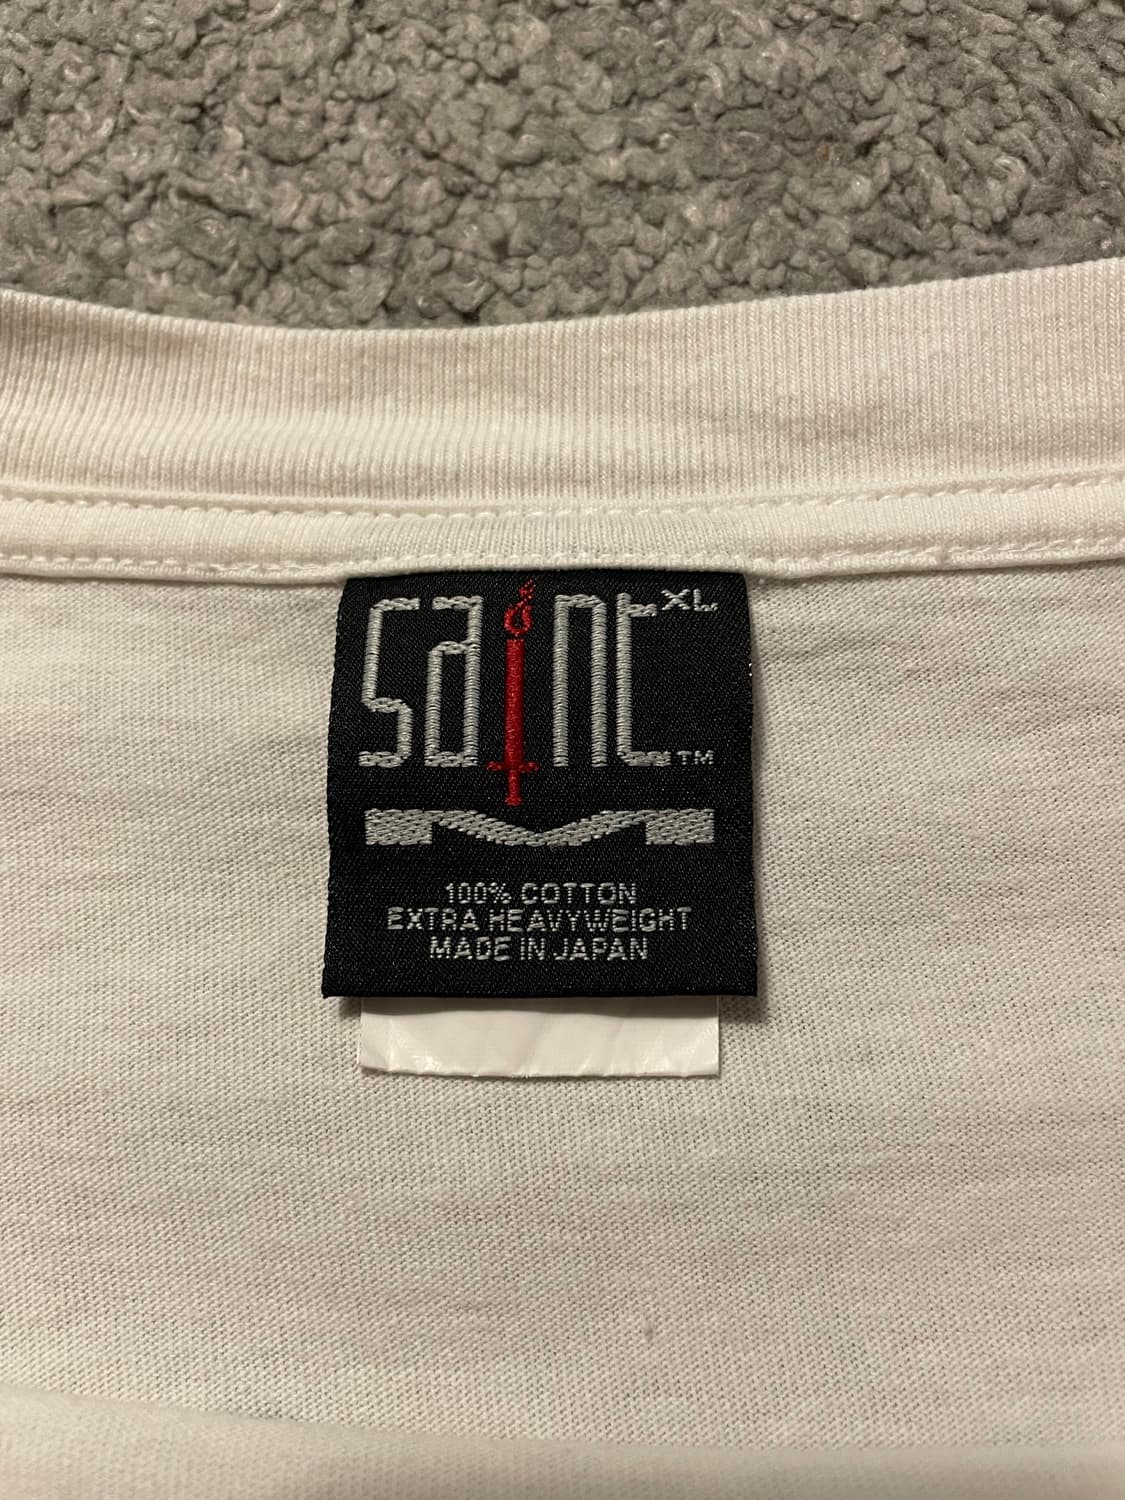 saint XL
TM
M
100% COTTON
EXTRA HEAVYWEIGHT
MADE IN JAPAN